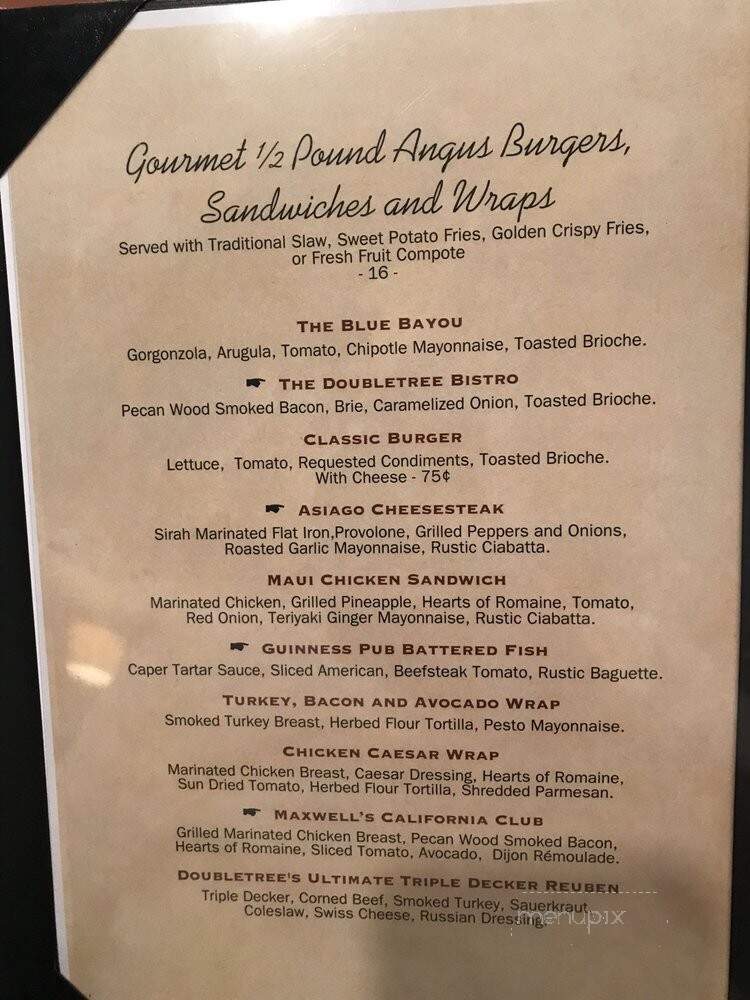 Gourmet 1/2 Pound Angus Burgers,
Sandwiches and Wraps
Served with Traditional Slaw, Sweet Potato Fries, Golden Crispy Fries,
or Fresh Fruit Compote
- 16 -
THE BLUE BAYOU
Gorgonzola, Arugula, Tomato, Chipotle Mayonnaise, Toasted Brioche.
THE DOUBLETREE BISTRO
Pecan Wood Smoked Bacon, Brie, Caramelized Onion, Toasted Brioche.
CLASSIC BURGER
Lettuce, Tomato, Requested Condiments, Toasted Brioche.
With Cheese - 75¢
ASIAGO CHEESESTEAK
Sirah Marinated Flat Iron,Provolone, Grilled Peppers and Onions,
Roasted Garlic Mayonnaise, Rustic Ciabatta.
MAUI CHICKEN SANDWICH
Marinated Chicken, Grilled Pineapple, Hearts of Romaine, Tomato,
Red Onion, Teriyaki Ginger Mayonnaise, Rustic Ciabatta.
GUINNESS PUB BATTERED FISH
Caper Tartar Sauce, Sliced American, Beefsteak Tomato, Rustic Baguette.
TURKEY, BACON AND AVOCADO WRAP
Smoked Turkey Breast, Herbed Flour Tortilla, Pesto Mayonnaise.
CHICKEN CAESAR WRAP
Marinated Chicken Breast, Caesar Dressing, Hearts of Romaine,
Sun Dried Tomato, Herbed Flour Tortilla, Shredded Parmesan.
MAXWELL'S CALIFORNIA CLUB
Grilled Marinated Chicken Breast, Pecan Wood Smoked Bacon,
Hearts of Romaine, Sliced Tomato, Avocado, Dijon Rémoulade.
DOUBLETREE'S ULTIMATE TRIPLE DECKER REUBEN
Triple Decker, Corned Beef, Smoked Turkey, Sauerkraut
Coleslaw, Swiss Cheese, Russian Dressing.
menupix